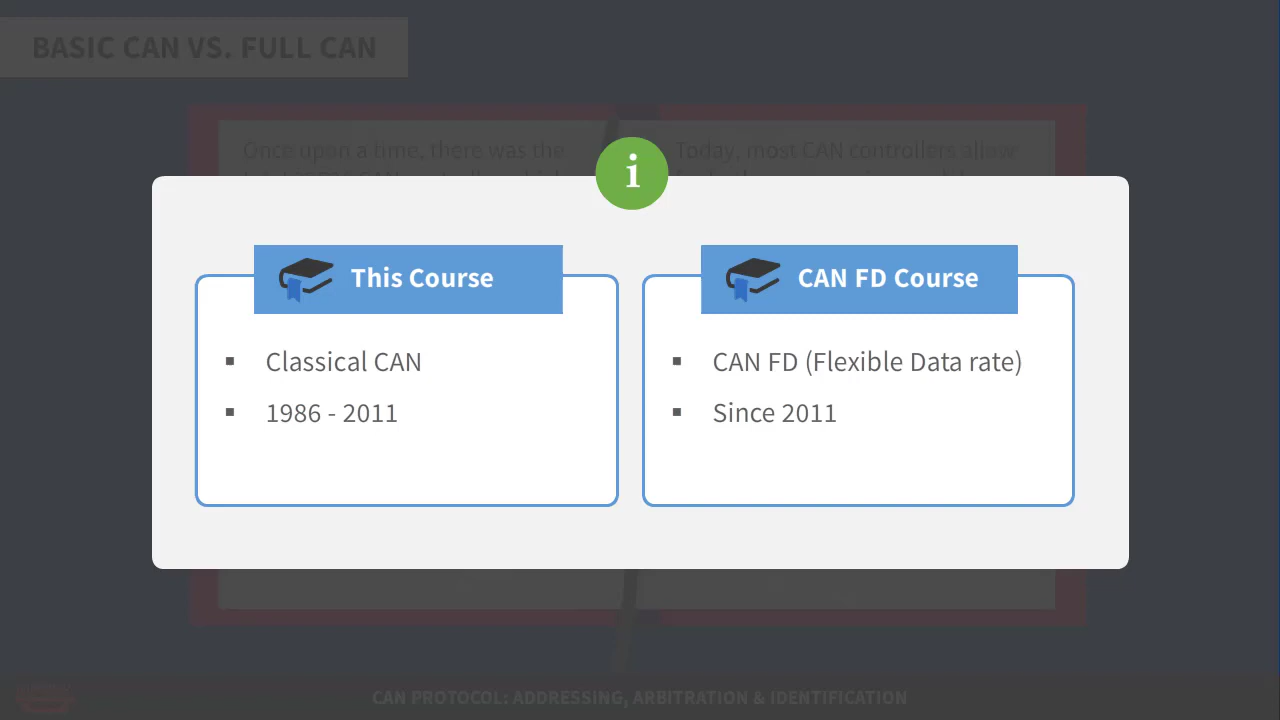 BASIC CAN VS. FULL CAN
Once upon a time, there was the
Today, most CAN controllers allow
i
This Course
Classical CAN
1986 - 2011
CAN FD Course
CAN FD (Flexible Data rate)
Since 2011
CAN PROTOCOL: ADDRESSING, ARBITRATION & IDENTIFICATION